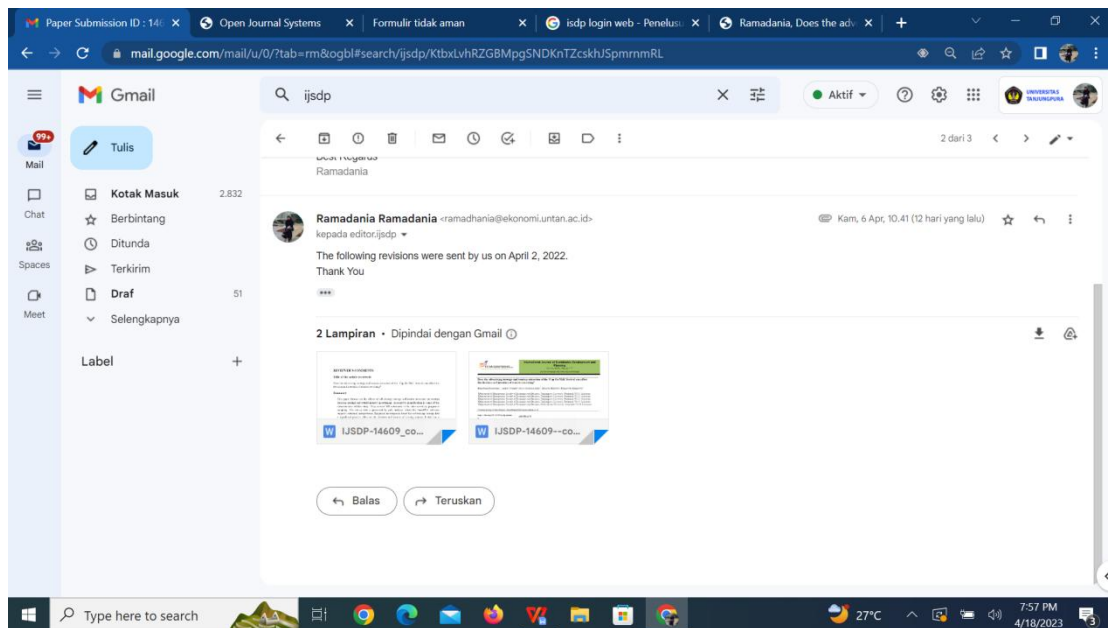 Paper Submission ID : 146
Open Journal Systems
Formulir tidak aman
isdp login web - Penelusu
Ramadania, Does the adv
mail.google.com/mail/u/0/?tab=rm&ogbl#search/ijsdp/KtbxLvhRZGBMpgSNDKnTZcskhJSpmrnmRL
Gmail
ijsdp
Aktif
UNIVERSITAS
TANJUNGPURA
99+
Mail
Chat
Spaces
Meet
Tulis
Kotak Masuk 2.832
Berbintang
Ditunda
Terkirim
Draf 51
Selengkapnya
Label
2 dari 3
Best Regards
Ramadania
Ramadania Ramadania <ramadhania@ekonomi.untan.ac.id>
Kam, 6 Apr, 10.41 (12 hari yang lalu)
kepada editor.ijsdp
The following revisions were sent by us on April 2, 2022.
Thank You
2 Lampiran • Dipindai dengan Gmail
W IJSDP-14609_co...
W IJSDP-14609--co...
Balas
Teruskan
Type here to search
27°C
7:57 PM
4/18/2023
3